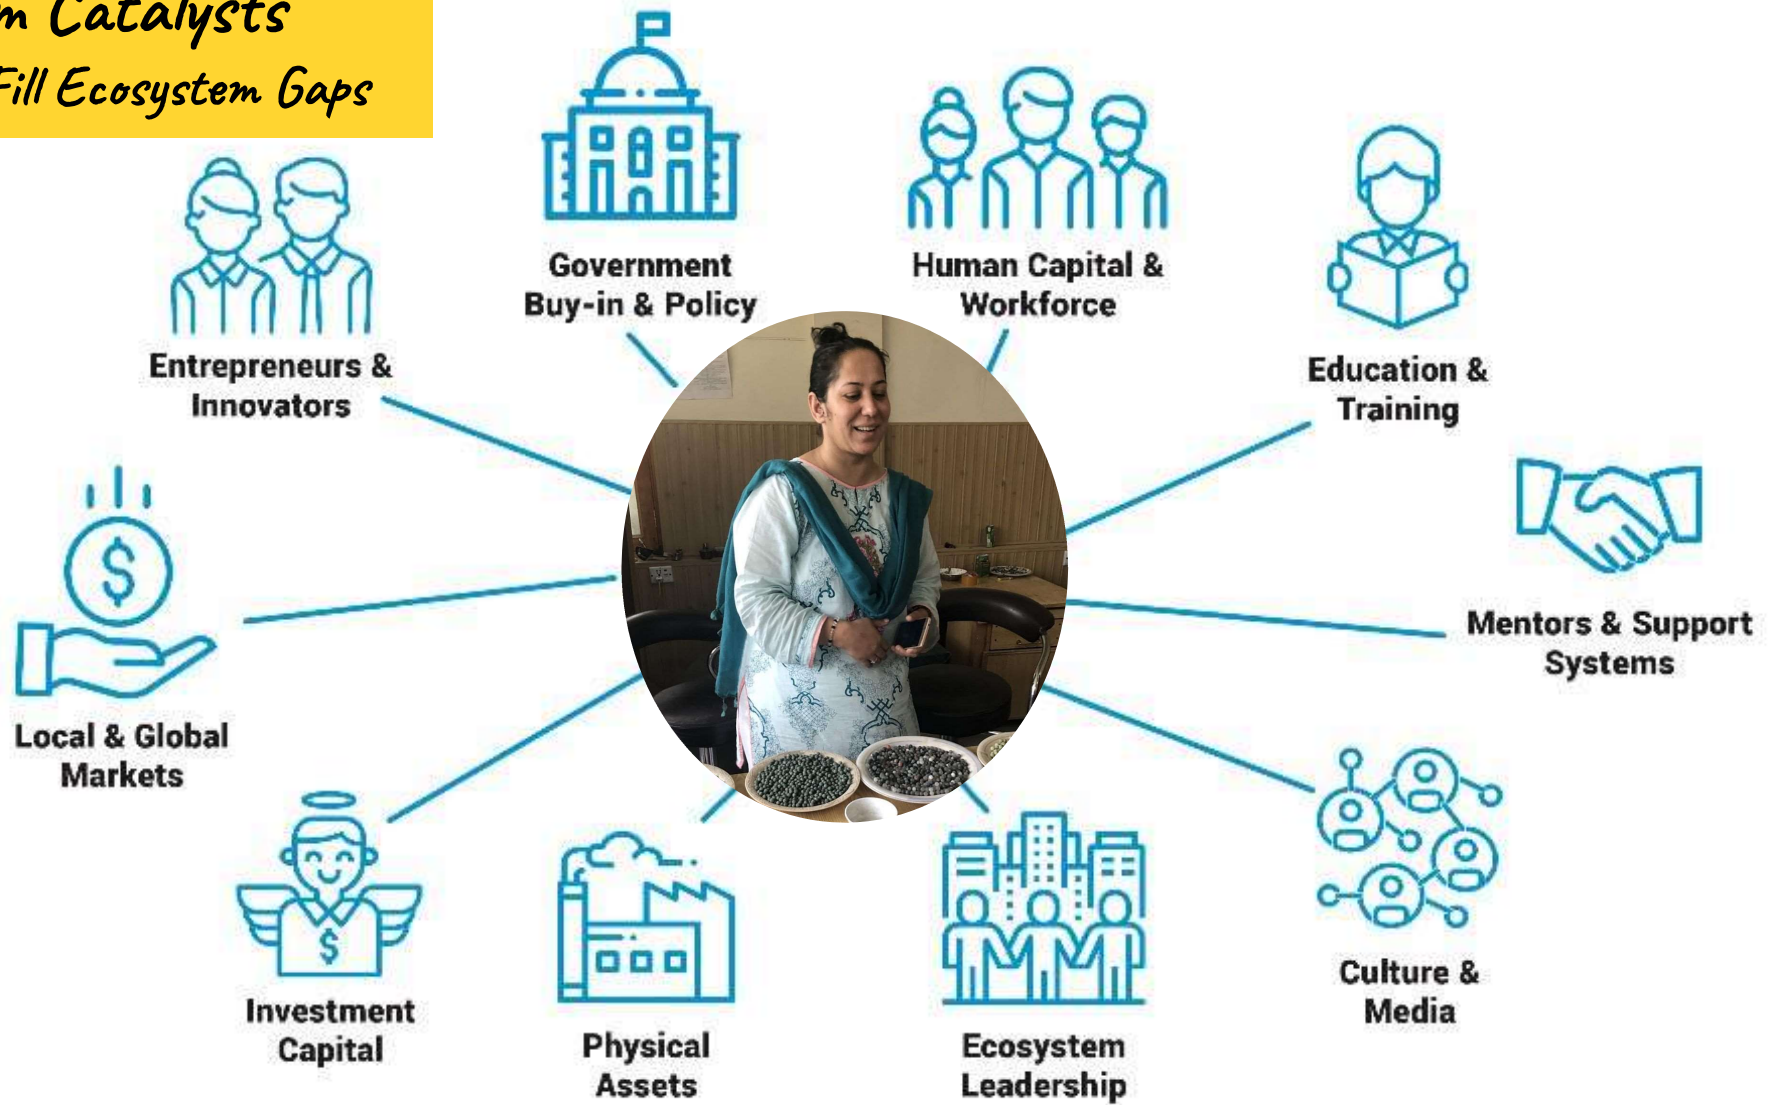 Catalysts
Fill Ecosystem Gaps
Government
Buy-in & Policy
Human Capital &
Workforce
Entrepreneurs &
Innovators
Education &
Training
Mentors & Support
Systems
Local & Global
Markets
Culture &
Media
Investment
Capital
Physical
Assets
Ecosystem
Leadership
$
$